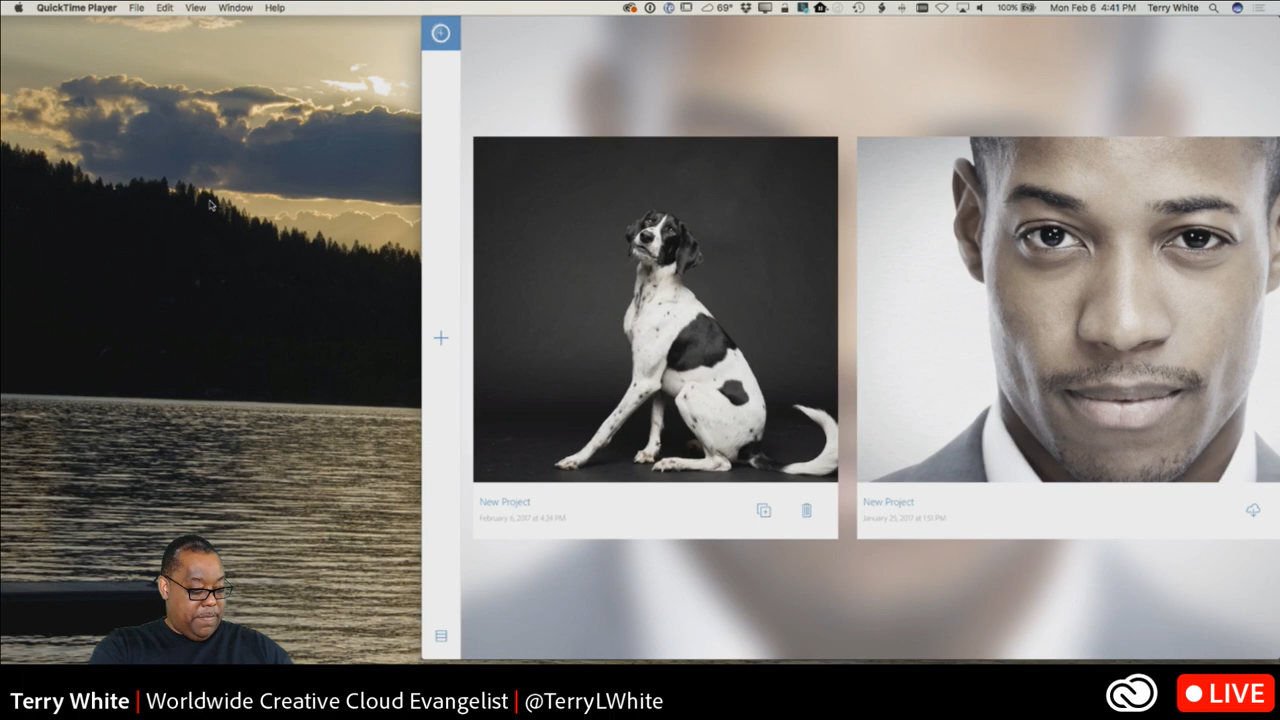 QuickTime Player File Edit View Window Help 69° 100% Mon Feb 6 4:41 PM Terry White
New Project
February 6, 2017 at 4:24 PM
New Project
January 25, 2017 at 1:51 PM
Terry White | Worldwide Creative Cloud Evangelist | @TerryLWhite
LIVE